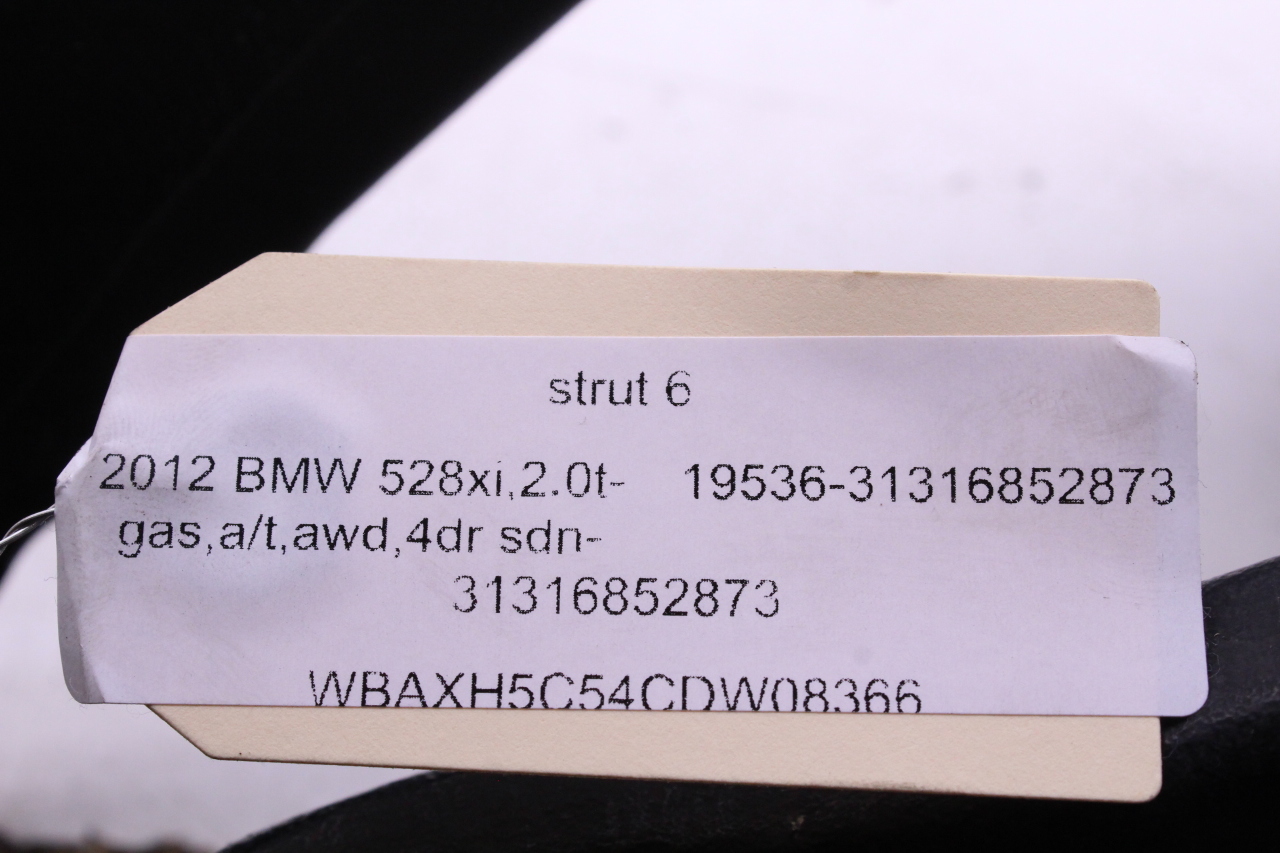 strut 6
2012 BMW 528xi,2.0t- 19536-31316852873
gas,a/t,awd,4dr sdn-
31316852873
WBAXH5C54CDW08366